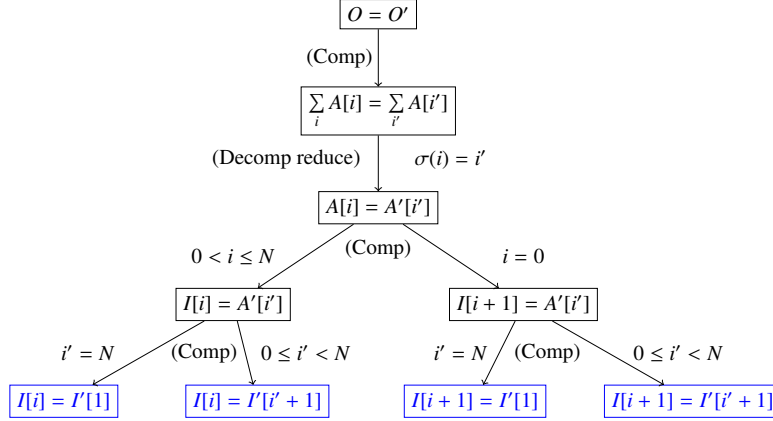 O = O′
(Comp)
∑_i A[i] = ∑_{i′} A[i′]
(Decomp reduce) σ(i) = i′
A[i] = A′[i′]
0 < i ≤ N (Comp) i = 0
I[i] = A′[i′] I[i + 1] = A′[i′]
i′ = N (Comp) 0 ≤ i′ < N i′ = N (Comp) 0 ≤ i′ < N
I[i] = I′[1] I[i] = I′[i′ + 1] I[i + 1] = I′[1] I[i + 1] = I′[i′ + 1]